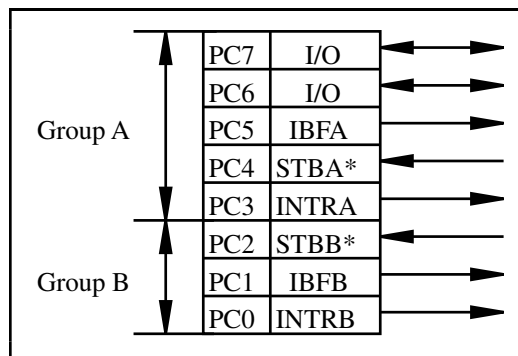 PC7 I/O
PC6 I/O
Group A PC5 IBFA
PC4 STBA*
PC3 INTRA
PC2 STBB*
Group B PC1 IBFB
PC0 INTRB